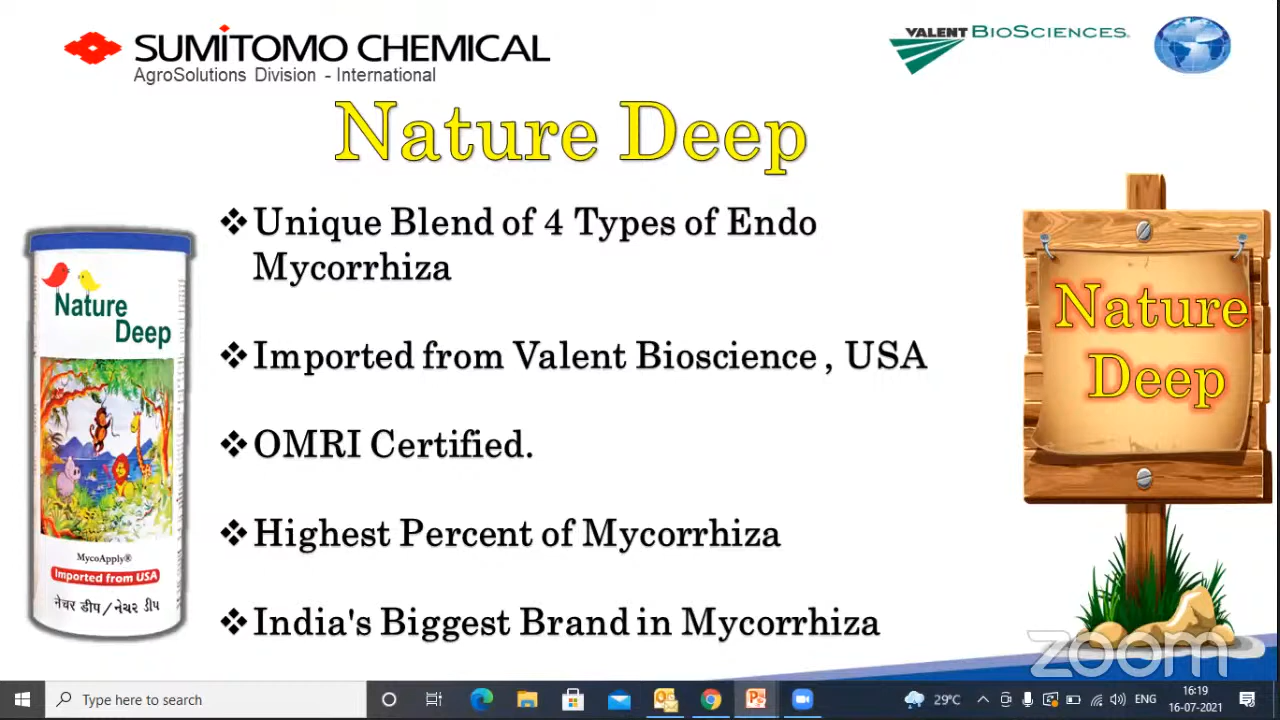 SUMITOMO CHEMICAL
AgroSolutions Division - International
VALENT BIOSCIENCES.
Nature Deep
❖Unique Blend of 4 Types of Endo
Mycorrhiza
❖Imported from Valent Bioscience , USA
❖OMRI Certified.
❖Highest Percent of Mycorrhiza
❖India's Biggest Brand in Mycorrhiza
Nature
Deep
MycoApply®
Imported from USA
नेचर डीप/નેચર ડીપ
Nature
Deep
zoom
Type here to search
29°C
ENG
16:19
16-07-2021